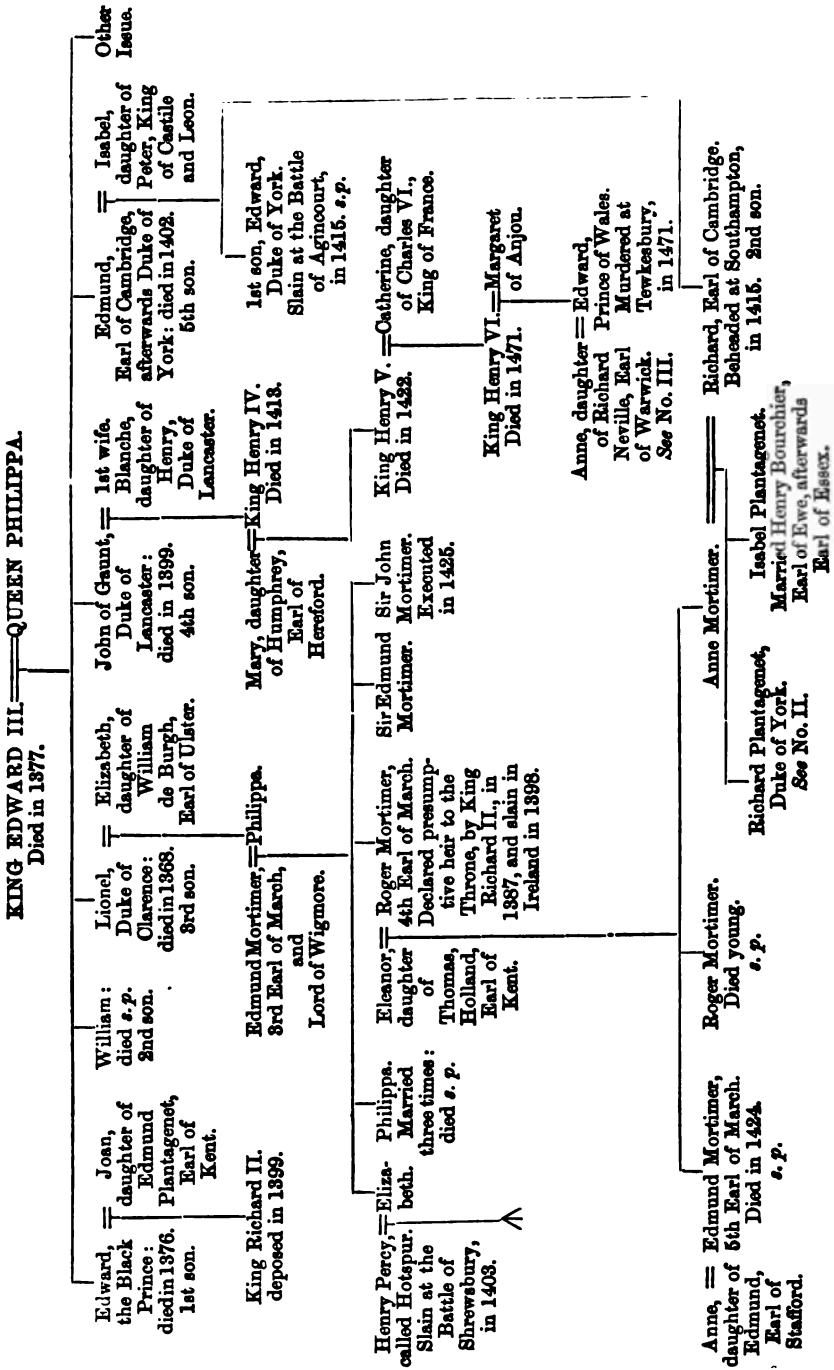 KING EDWARD III.═QUEEN PHILIPPA.
Died in 1377.
Edward,
the Black
Prince:
died in 1376.
1st son.
Joan,
daughter of
Edmund
Plantagenet,
Earl of
Kent.
William:
died s.p.
2nd son.
Lionel,
Duke of
Clarence:
died in 1368.
3rd son.
Elizabeth,
daughter of
William
de Burgh,
Earl of Ulster.
John of Gaunt,
Duke of
Lancaster:
died in 1399.
4th son.
1st wife.
Blanche,
daughter of
Henry,
Duke of
Lancaster.
Edmund,
Earl of Cambridge,
afterwards Duke of
York: died in 1402.
5th son.
Isabel,
daughter of
Peter, King
of Castile
and Leon.
Other
Issue.
King Richard II.
deposed in 1399.
Edmund Mortimer,
3rd Earl of March,
and
Lord of Wigmore.
Philippa.
Mary, daughter
of Humphrey,
Earl of
Hereford.
King Henry IV.
Died in 1413.
1st son, Edward,
Duke of York.
Slain at the Battle
of Agincourt,
in 1415. s.p.
Henry Percy,
called Hotspur.
Slain at the
Battle of
Shrewsbury,
in 1403.
Eliza-
beth.
Philippa.
Married
three times:
died s. p.
Eleanor,
daughter
of
Thomas,
Holland,
Earl of
Kent.
Roger Mortimer,
4th Earl of March.
Declared presump-
tive heir to the
Throne, by King
Richard II., in
1387, and slain in
Ireland in 1398.
Sir Edmund
Mortimer.
Sir John
Mortimer.
Executed
in 1425.
King Henry V.
Died in 1422.
Catherine, daughter
of Charles VI.,
King of France.
King Henry VI.
Died in 1471.
Margaret
of Anjou.
Anne, daughter
of Richard
Neville, Earl
of Warwick.
See No. III.
Edward,
Prince of Wales.
Murdered at
Tewkesbury,
in 1471.
Anne,
daughter of
Edmund,
Earl of
Stafford.
Edmund Mortimer,
5th Earl of March.
Died in 1424.
s. p.
Roger Mortimer.
Died young.
s. p.
Anne Mortimer.
Richard, Earl of Cambridge.
Beheaded at Southampton,
in 1415. 2nd son.
Richard Plantagenet,
Duke of York.
See No. II.
Isabel Plantagenet.
Married Henry Bourchier,
Earl of Ewe, afterwards
Earl of Essex.